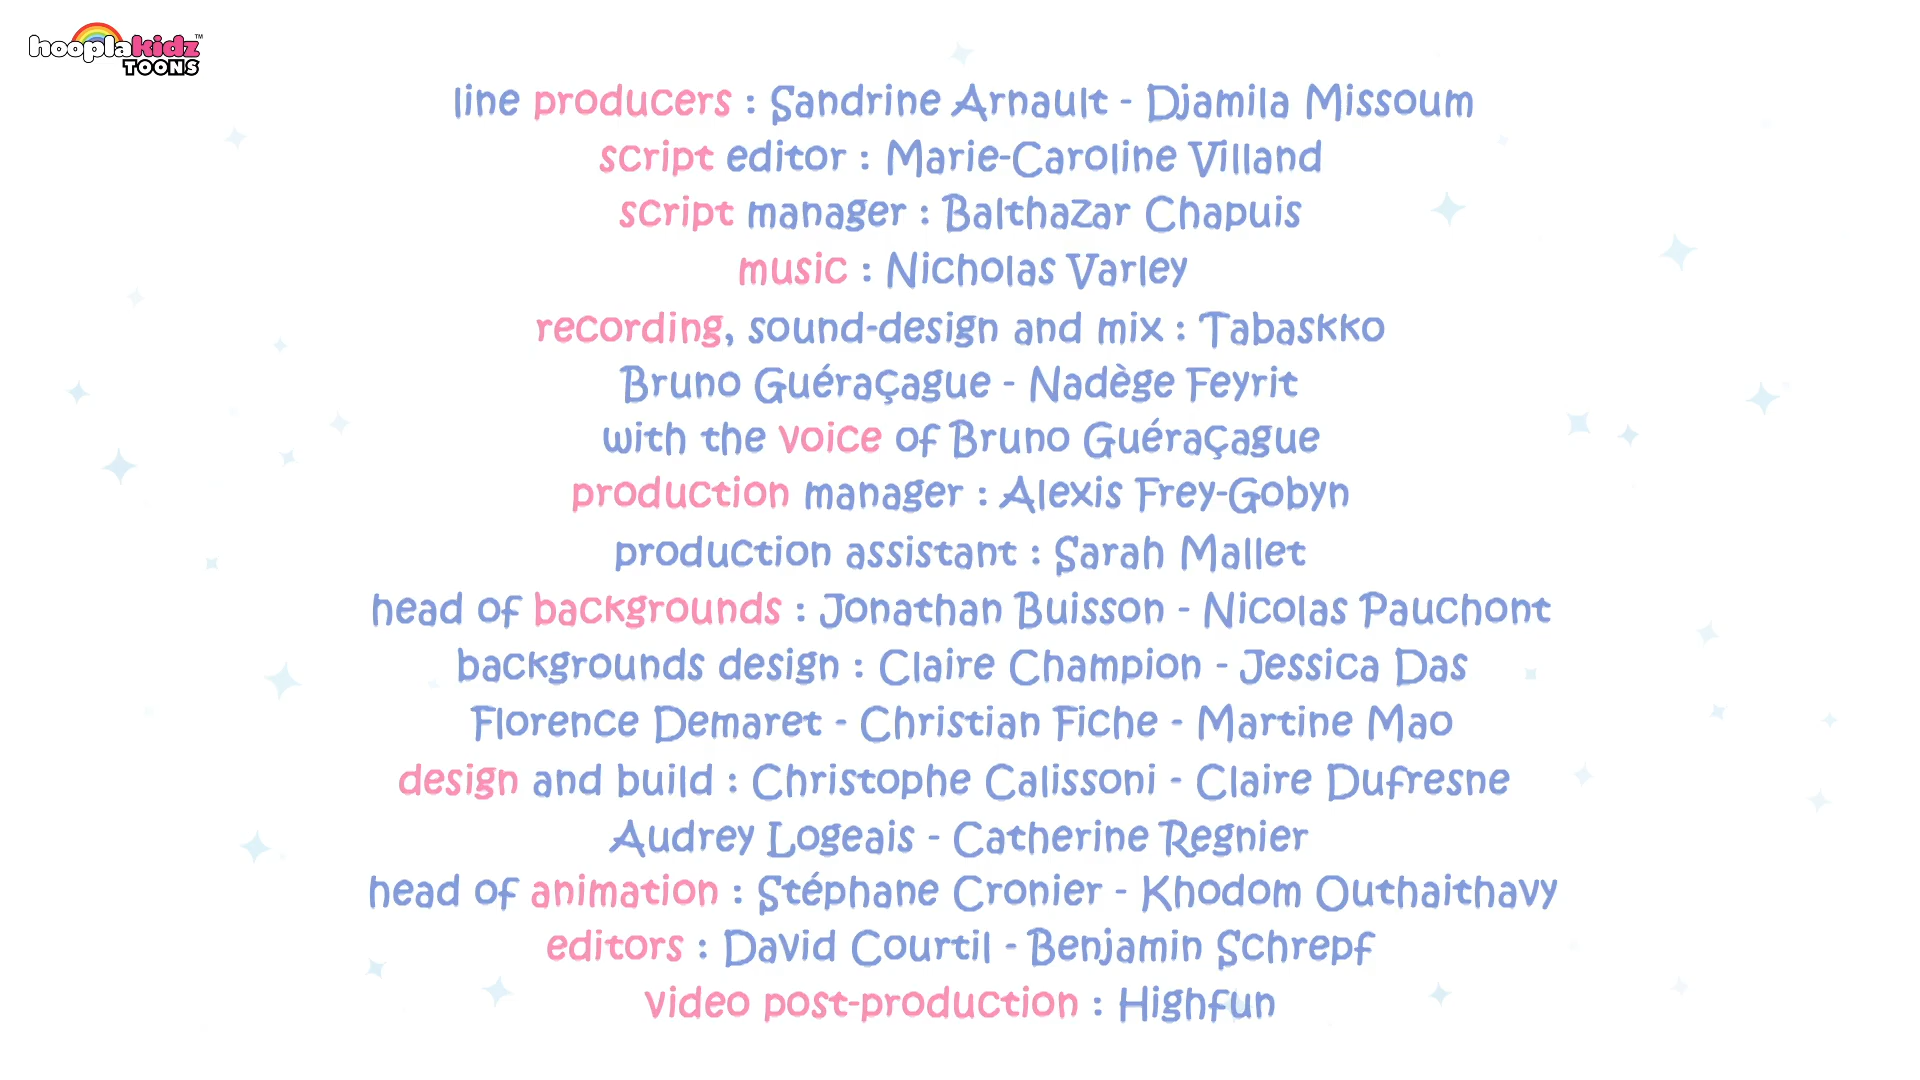 hooplakidz™
TOONS
line producers : Sandrine Arnault - Djamila Missoum
script editor : Marie-Caroline Villand
script manager : Balthazar Chapuis
music : Nicholas Varley
recording, sound-design and mix : Tabaskko
Bruno Guéraçague - Nadège Feyrit
with the voice of Bruno Guéraçague
production manager : Alexis Frey-Gobyn
production assistant : Sarah Mallet
head of backgrounds : Jonathan Buisson - Nicolas Pauchont
backgrounds design : Claire Champion - Jessica Das
Florence Demaret - Christian Fiche - Martine Mao
design and build : Christophe Calissoni - Claire Dufresne
Audrey Logeais - Catherine Regnier
head of animation : Stéphane Cronier - Khodom Outhaithavy
editors : David Courtil - Benjamin Schrepf
video post-production : Highfun